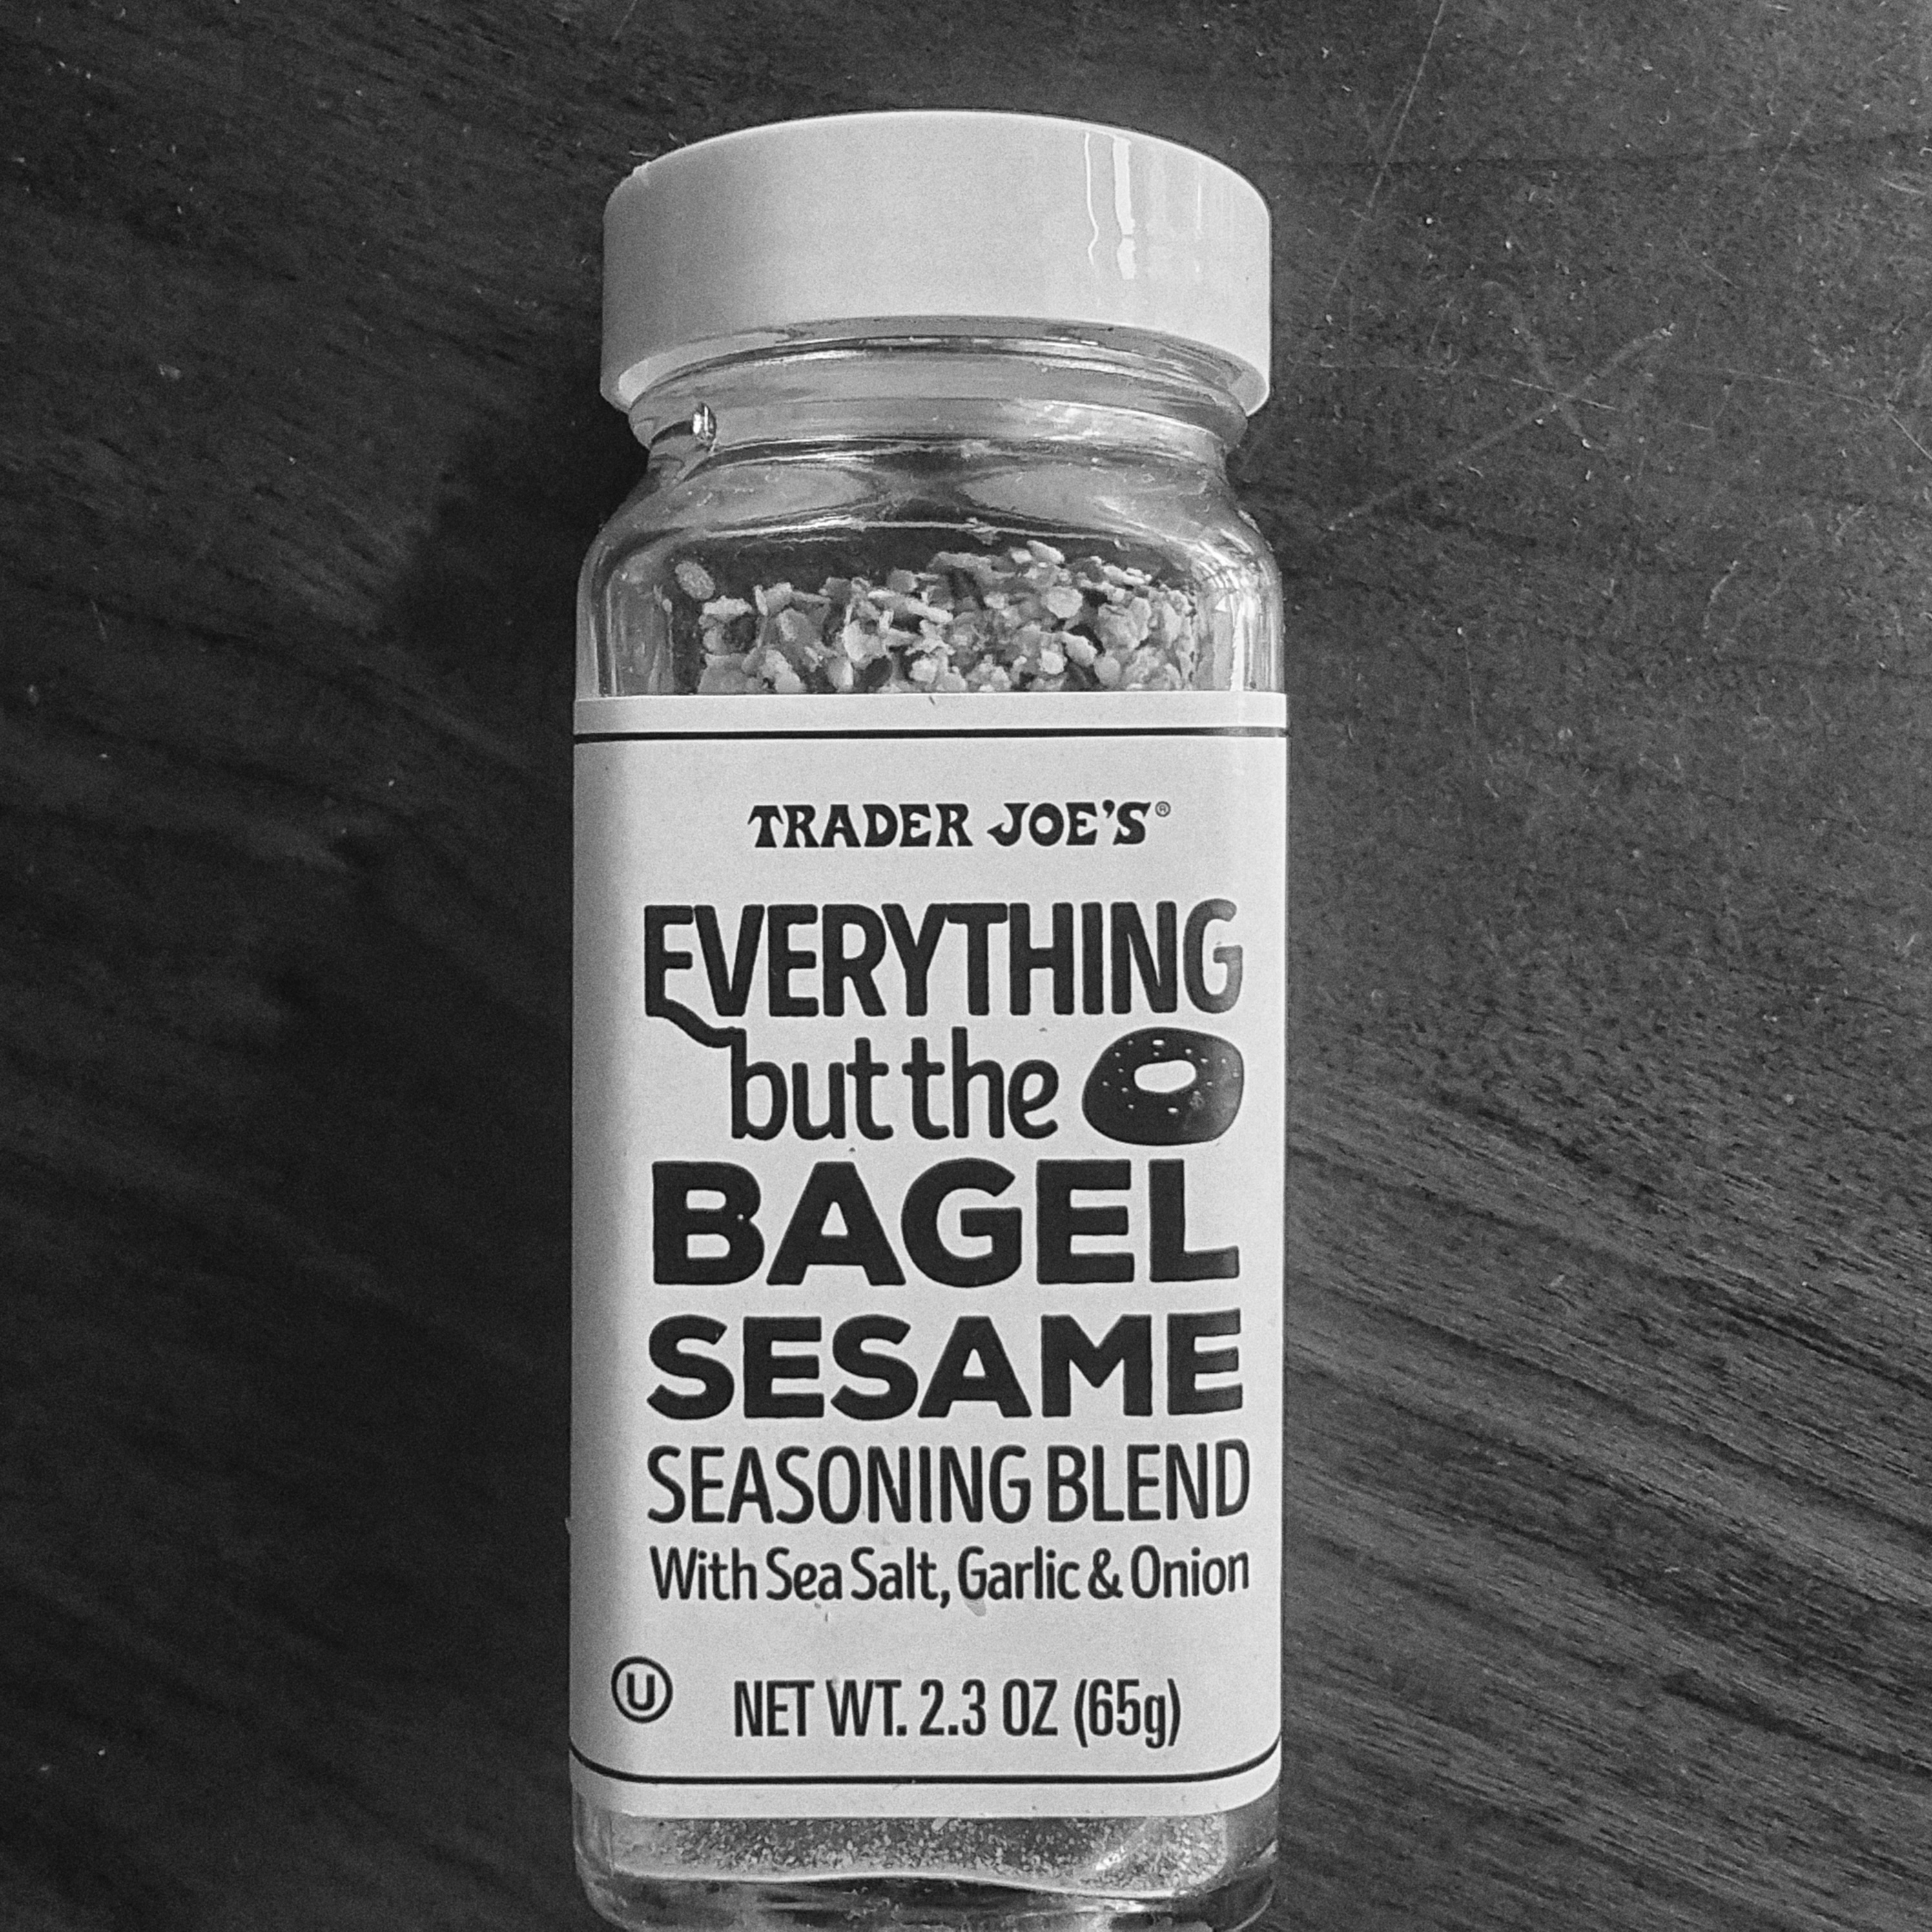 TRADER JOE'S®
EVERYTHING
but the
BAGEL
SESAME
SEASONING BLEND
With Sea Salt, Garlic & Onion
U NET WT. 2.3 OZ (65g)